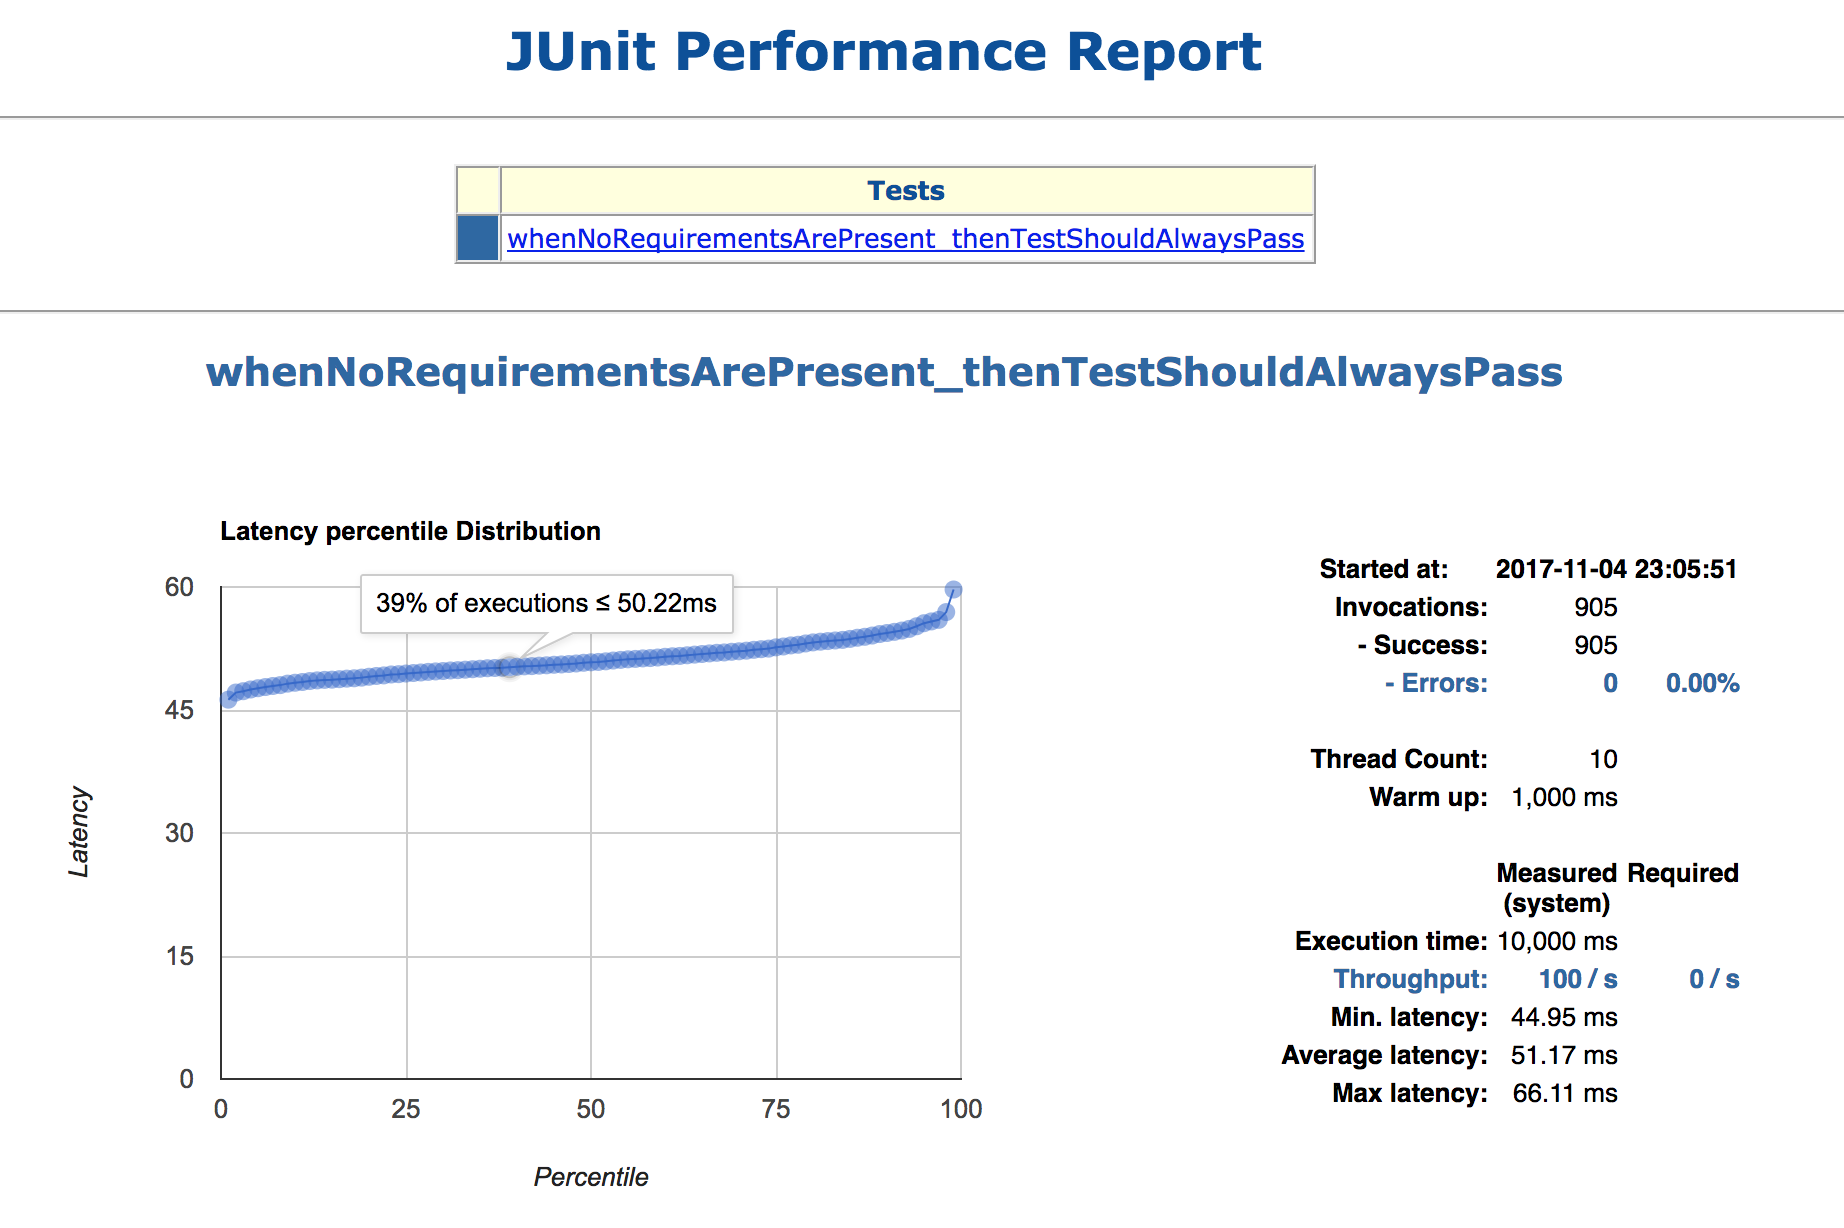 JUnit Performance Report
Tests
whenNoRequirementsArePresent_thenTestShouldAlwaysPass
whenNoRequirementsArePresent_thenTestShouldAlwaysPass
Latency percentile Distribution
39% of executions ≤ 50.22ms
60
45
30
15
0
Latency
0 25 50 75 100
Percentile
Started at: 2017-11-04 23:05:51
Invocations: 905
- Success: 905
- Errors: 0 0.00%
Thread Count: 10
Warm up: 1,000 ms
Measured Required
(system)
Execution time: 10,000 ms
Throughput: 100 / s 0 / s
Min. latency: 44.95 ms
Average latency: 51.17 ms
Max latency: 66.11 ms